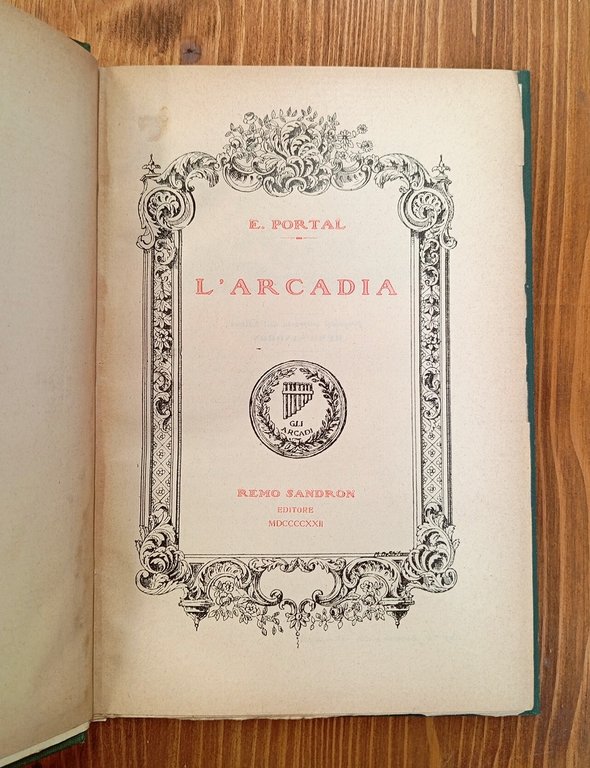 E. PORTAL
L'ARCADIA
GLI
ARCADI
REMO SANDRON
EDITORE
MDCCCCXXII